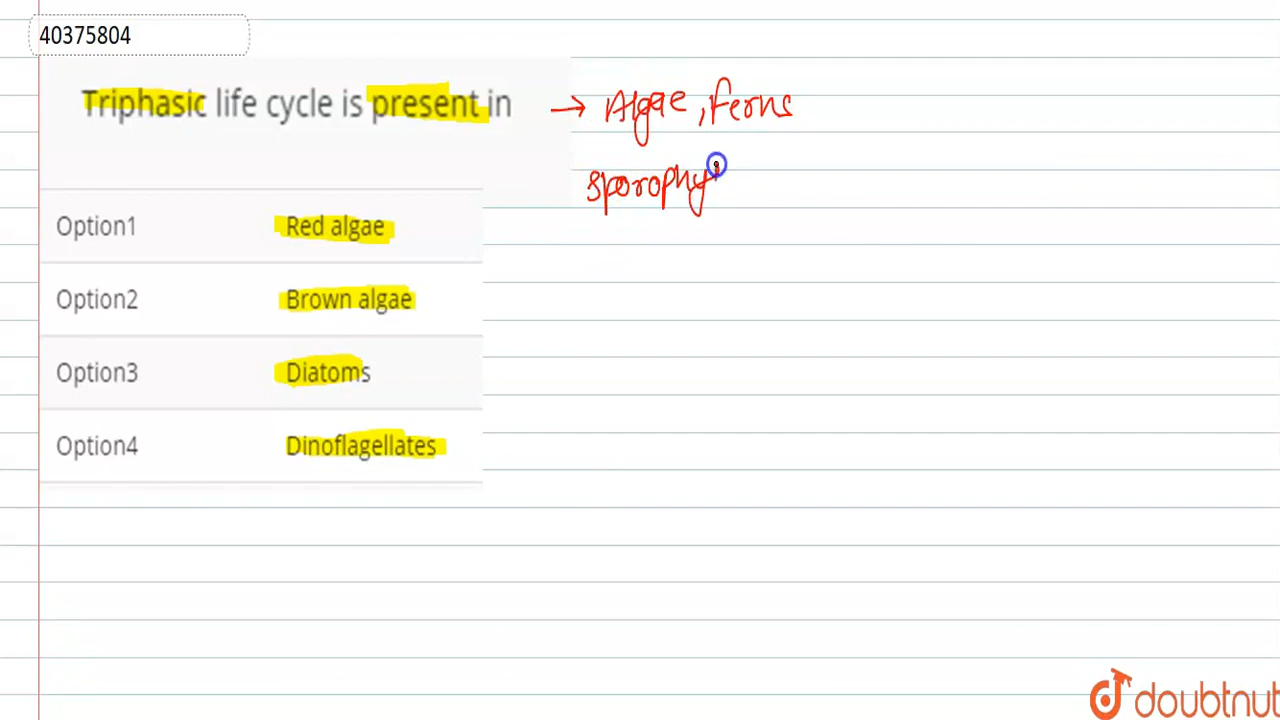 40375804
Triphasic life cycle is present in → Algae, Ferns
sporophyt
Option1 Red algae
Option2 Brown algae
Option3 Diatoms
Option4 Dinoflagellates
doubtnut